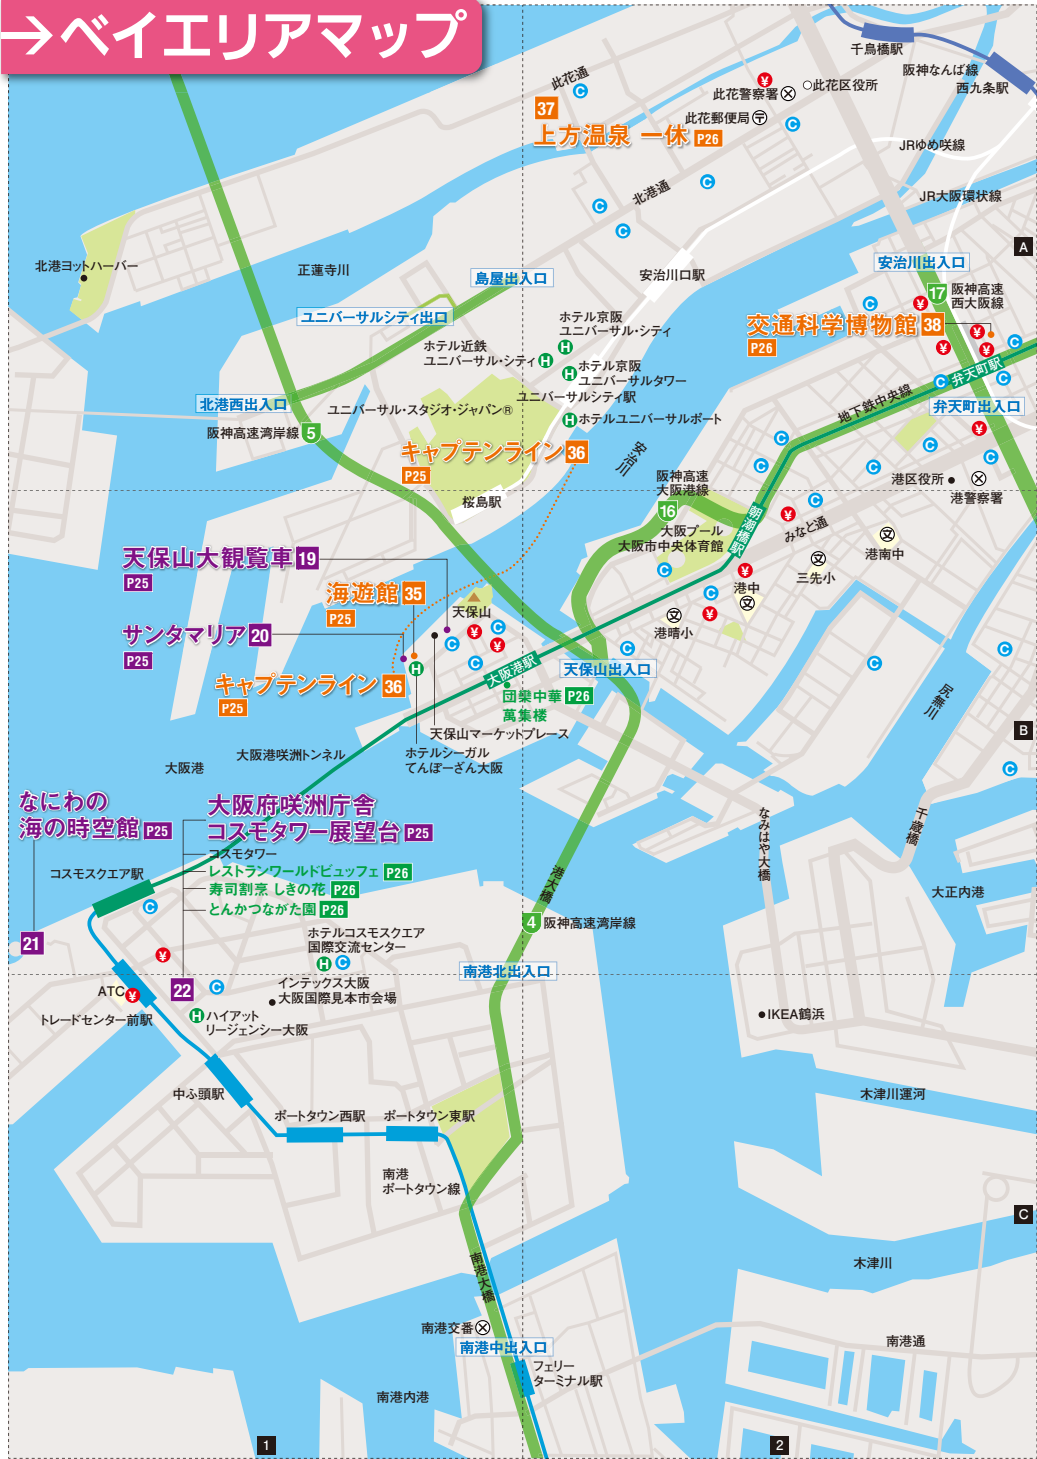 →ベイエリアマップ
千鳥橋駅
阪神なんば線
西九条駅
此花通
¥
此花警察署
此花区役所
C
37
上方温泉 一休 P26
此花郵便局
C
JRゆめ咲線
北港通
C
C
C
JR大阪環状線
A
北港ヨットハーバー
正蓮寺川
島屋出入口
安治川口駅
安治川出入口
17
阪神高速
西大阪線
ユニバーサルシティ出口
ホテル京阪
ユニバーサル・シティ
交通科学博物館 38
P26
ホテル近鉄
ユニバーサル・シティ H
H
H ホテル京阪
ユニバーサルタワー
ユニバーサルシティ駅
弁天町駅
地下鉄中央線
弁天町出入口
北港西出入口
ユニバーサル・スタジオ・ジャパン®
H ホテルユニバーサルポート
阪神高速湾岸線 5
キャプテンライン 36
P25
安治川
阪神高速
大阪港線
16
港区役所
港警察署
桜島駅
大阪プール
大阪市中央体育館
朝潮橋駅
みなと通
港南中
三先小
天保山大観覧車 19
P25
海遊館 35
P25
天保山
港中
港晴小
サンタマリア 20
P25
キャプテンライン 36
P25
H
大阪港駅
天保山出入口
団樂中華 P26
萬集楼
尻無川
B
天保山マーケットプレース
ホテルシーガル
てんぽーざん大阪
大阪港咲洲トンネル
大阪港
なにわの
海の時空館 P25
大阪府咲洲庁舎
コスモタワー展望台 P25
コスモタワー
レストランワールドビュッフェ P26
寿司割烹 しきの花 P26
とんかつながた園 P26
なみはや大橋
千歳橋
コスモスクエア駅
C
港大橋
大正内港
21
4 阪神高速湾岸線
ホテルコスモスクエア
国際交流センター
H C
南港北出入口
¥
22
C
ATC ¥
インテックス大阪
大阪国際見本市会場
トレードセンター前駅
H ハイアット
リージェンシー大阪
IKEA鶴浜
中ふ頭駅
木津川運河
ポートタウン西駅
ポートタウン東駅
南港
ポートタウン線
C
南港大橋
木津川
南港交番
南港中出入口
南港通
フェリー
ターミナル駅
南港内港
1
2